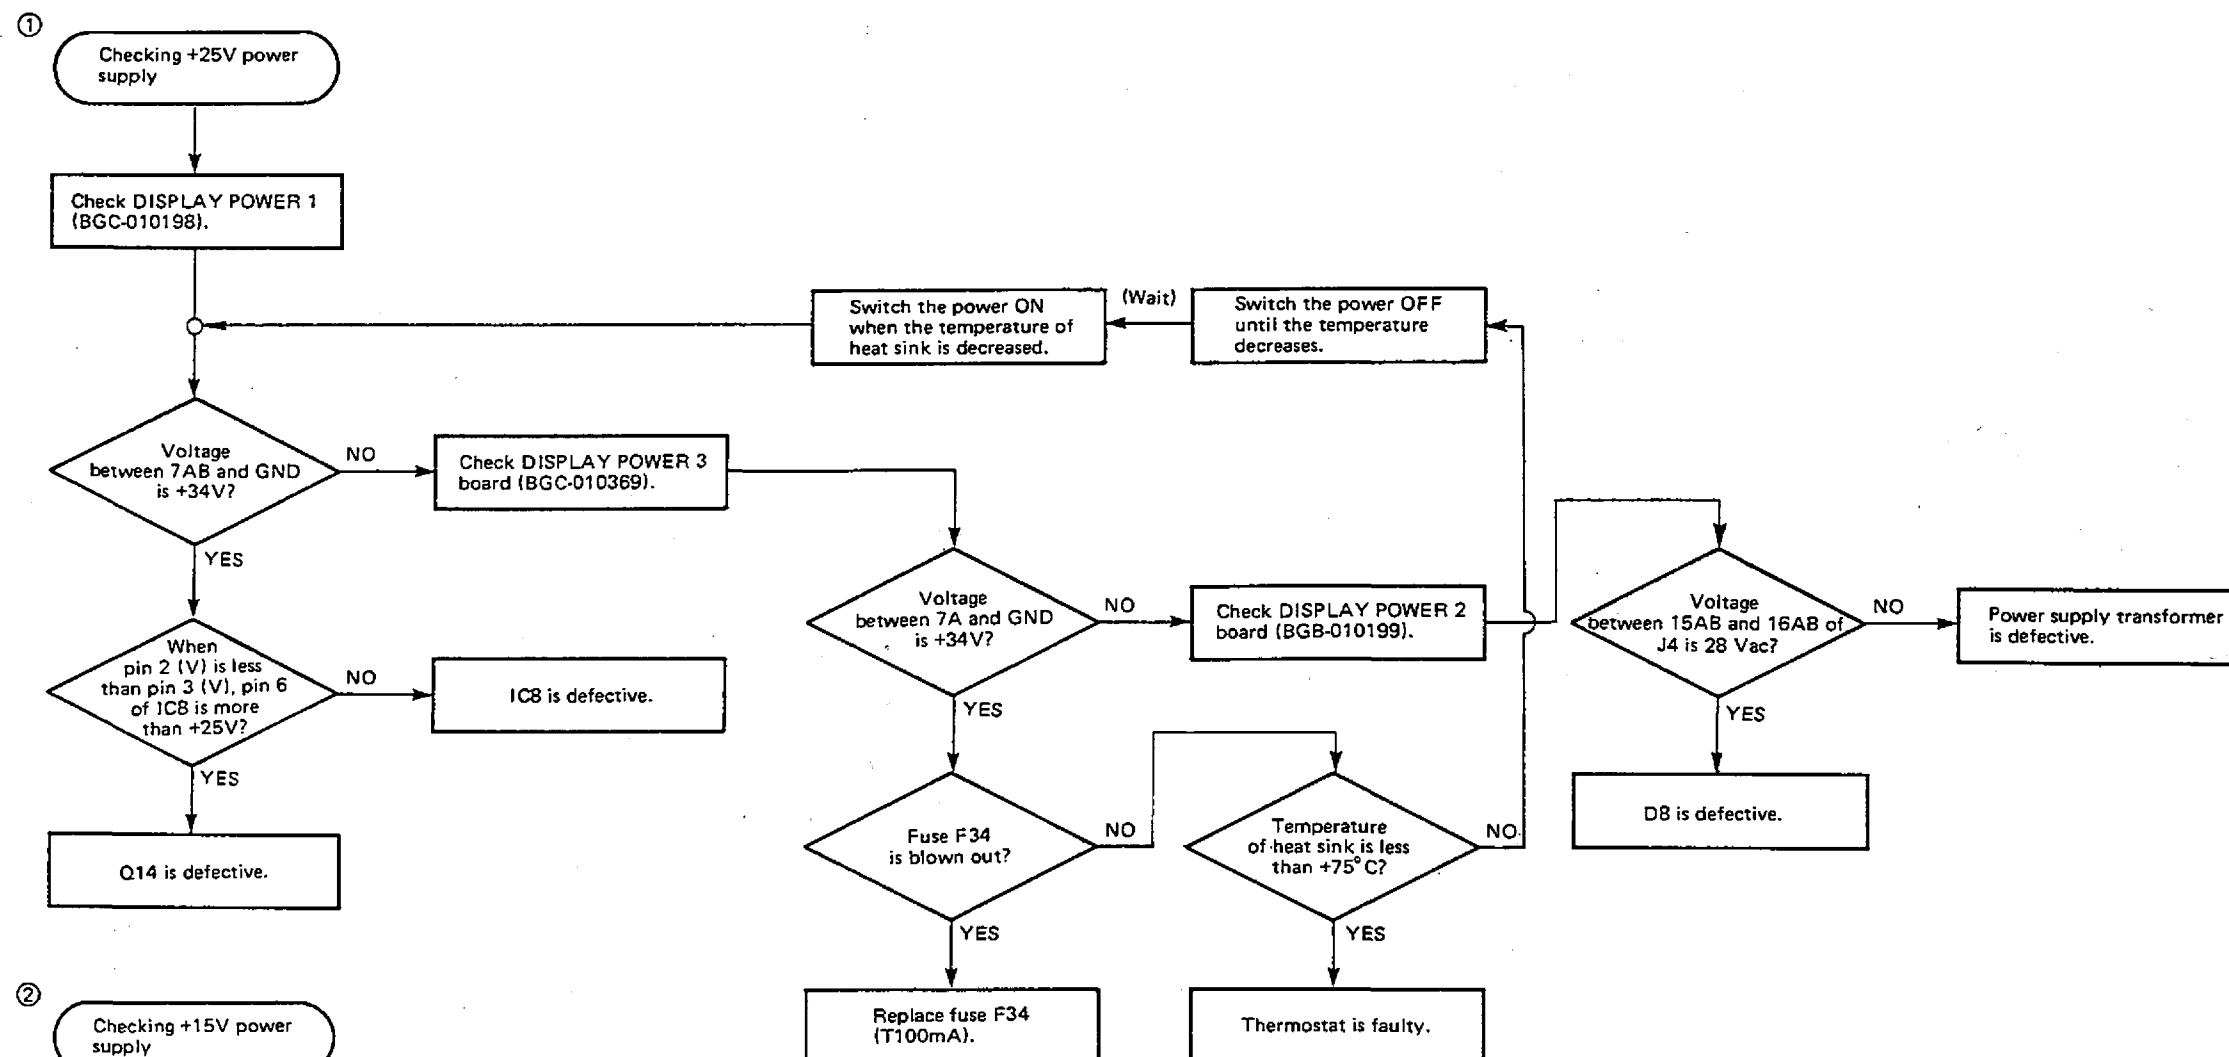 ①
Checking +25V power
supply
Check DISPLAY POWER 1
(BGC-010198).
Switch the power ON
when the temperature of
heat sink is decreased.
(Wait)
Switch the power OFF
until the temperature
decreases.
Voltage
between 7AB and GND
is +34V?
NO
Check DISPLAY POWER 3
board (BGC-010369).
YES
Voltage
between 7A and GND
is +34V?
NO
Check DISPLAY POWER 2
board (BGB-010199).
Voltage
between 15AB and 16AB of
J4 is 28 Vac?
NO
Power supply transformer
is defective.
When
pin 2 (V) is less
than pin 3 (V), pin 6
of IC8 is more
than +25V?
NO
IC8 is defective.
YES
YES
YES
Q14 is defective.
Fuse F34
is blown out?
NO
Temperature
of heat sink is less
than +75°C?
NO
D8 is defective.
YES
YES
Replace fuse F34
(T100mA).
Thermostat is faulty.
②
Checking +15V power
supply